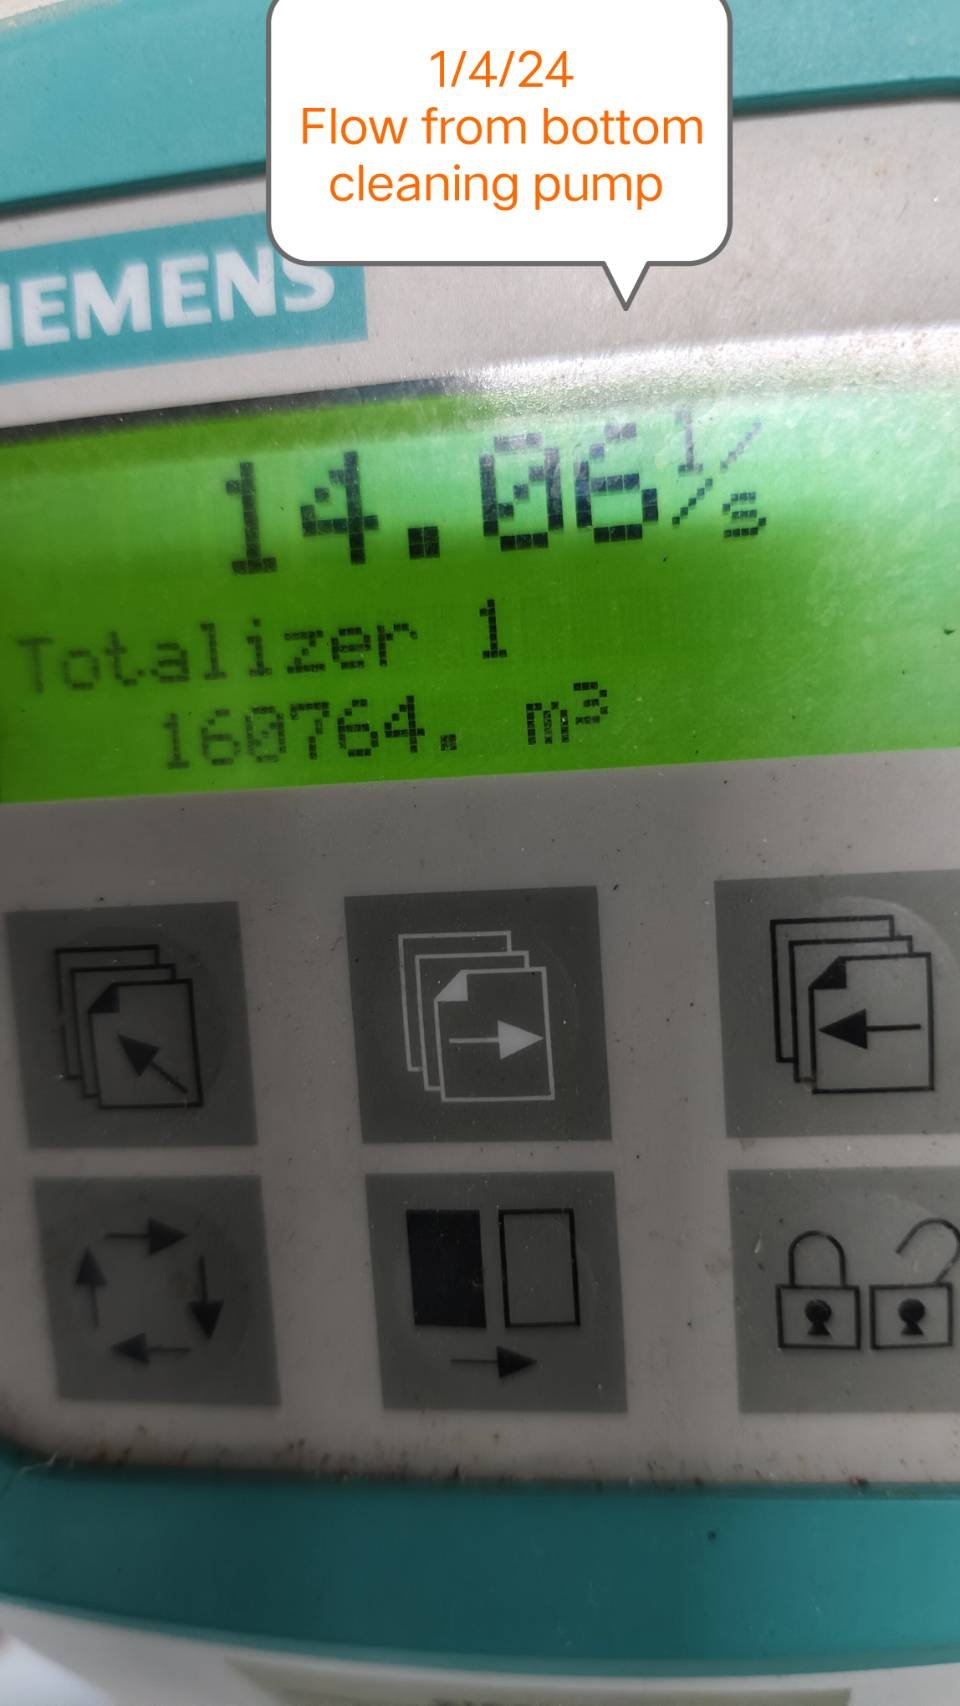 1/4/24
Flow from bottom
cleaning pump
IEMENS
14.06 l/s
Totalizer 1
160764. m³